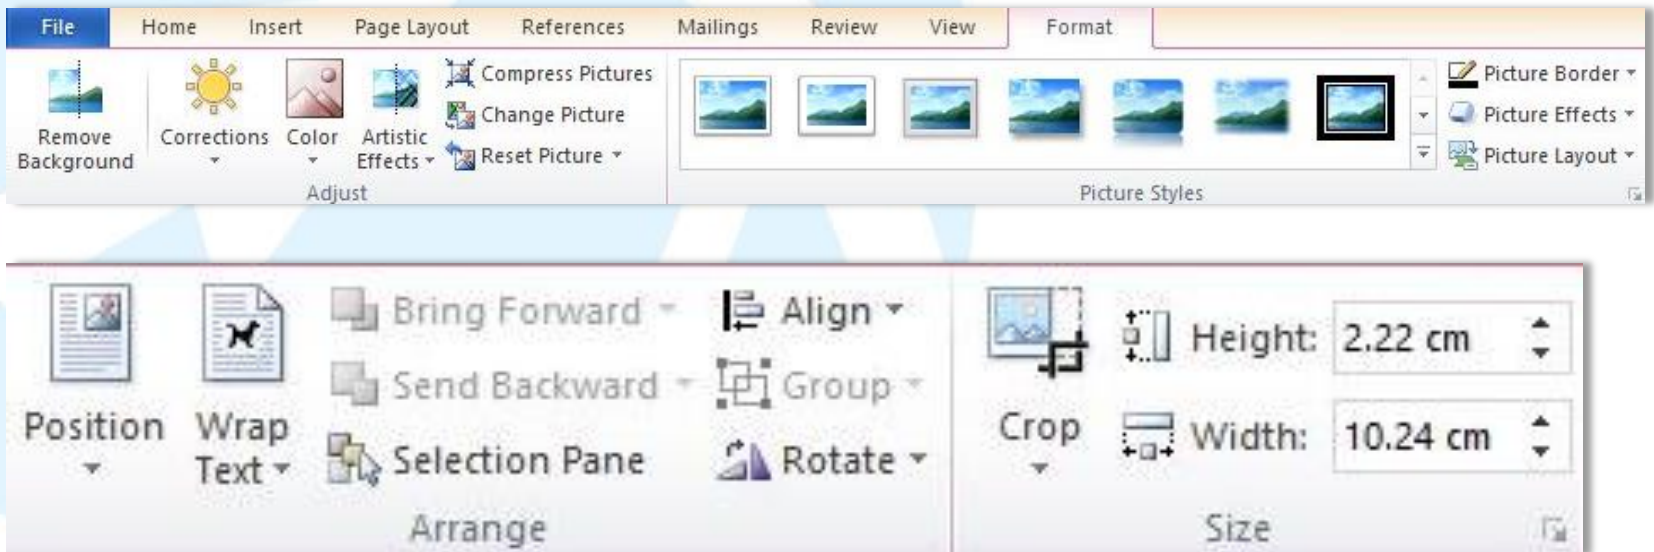 File Home Insert Page Layout References Mailings Review View Format
Remove Background
Corrections
Color
Artistic Effects
Compress Pictures
Change Picture
Reset Picture
Adjust
Picture Border
Picture Effects
Picture Layout
Picture Styles
Position
Wrap Text
Bring Forward
Send Backward
Selection Pane
Align
Group
Rotate
Arrange
Crop
Height: 2.22 cm
Width: 10.24 cm
Size